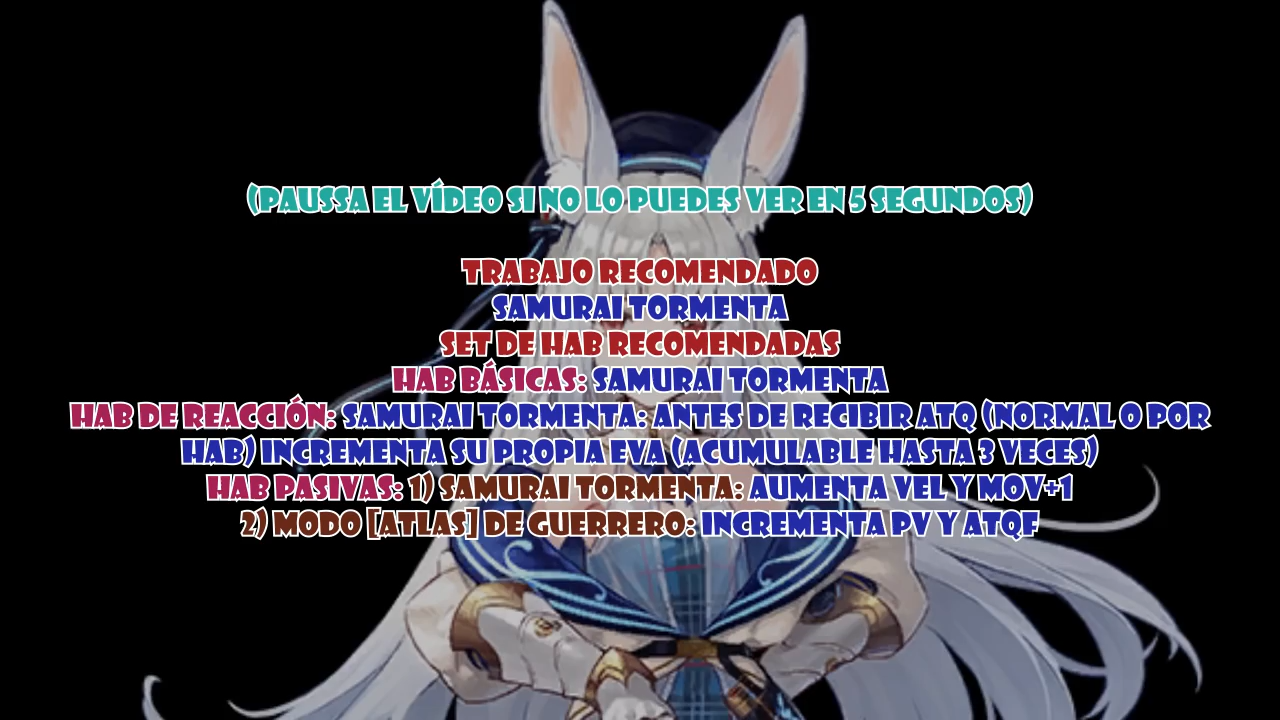 (PAUSSA EL VÍDEO SI NO LO PUEDES VER EN 5 SEGUNDOS)
TRABAJO RECOMENDADO
SAMURAI TORMENTA
SET DE HAB RECOMENDADAS
HAB BÁSICAS: SAMURAI TORMENTA
HAB DE REACCIÓN: SAMURAI TORMENTA: ANTES DE RECIBIR ATQ (NORMAL O POR
HAB) INCREMENTA SU PROPIA EVA (ACUMULABLE HASTA 3 VECES)
HAB PASIVAS: 1) SAMURAI TORMENTA: AUMENTA VEL Y MOV+1
2) MODO [ATLAS] DE GUERRERO: INCREMENTA PV Y ATQF